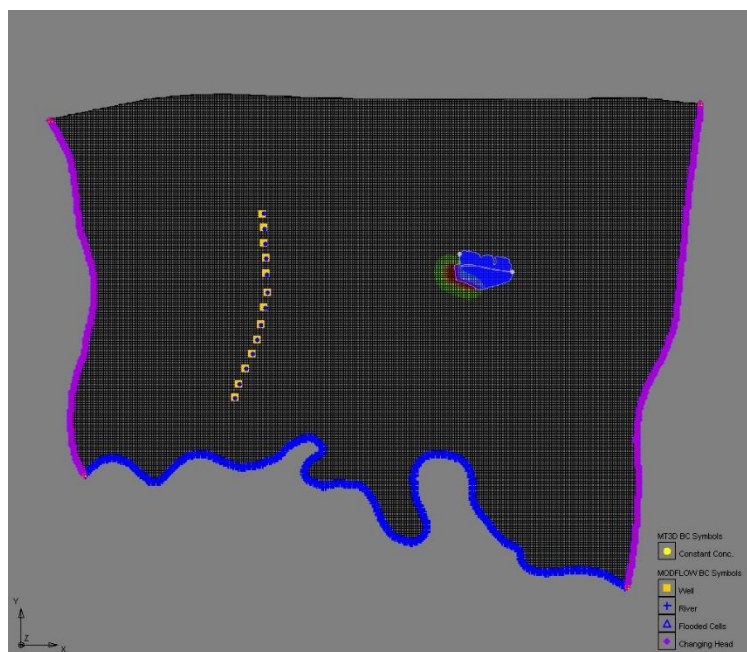 MT3D BC Symbols
Constant Conc.
MODFLOW BC Symbols
Well
River
Flooded Cells
Changing Head
Y
Z
X